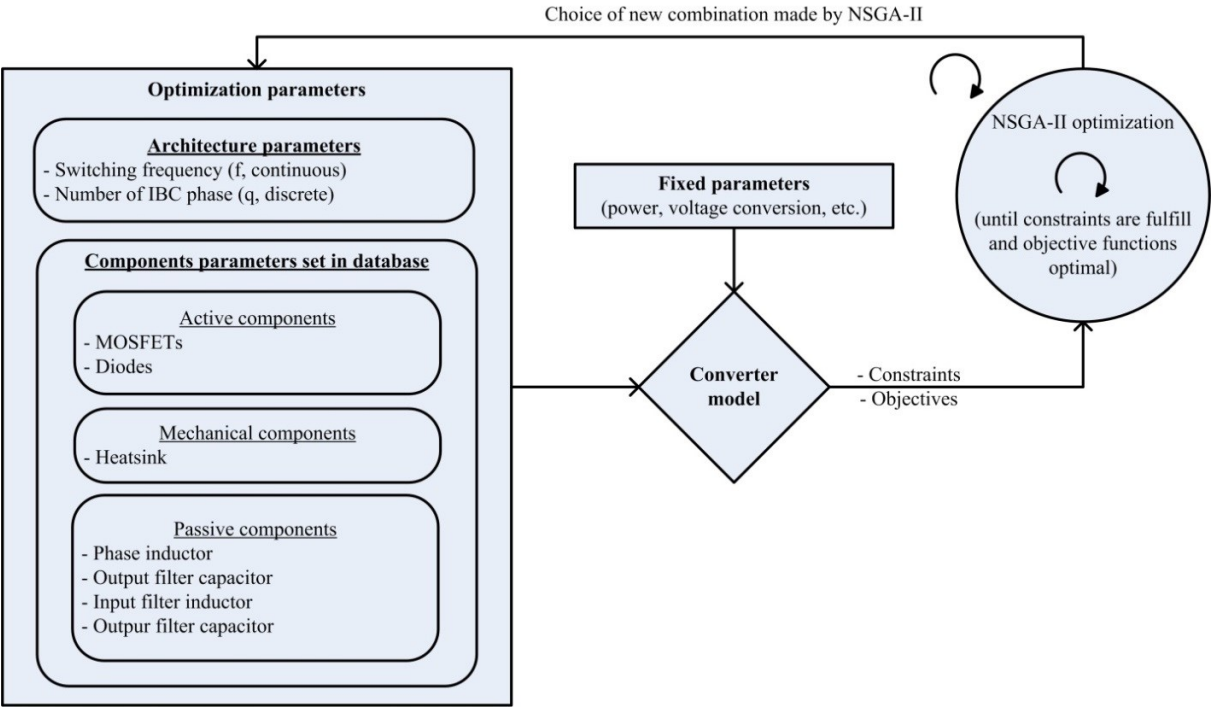 Choice of new combination made by NSGA-II
Optimization parameters
Architecture parameters
- Switching frequency (f, continuous)
- Number of IBC phase (q, discrete)
Components parameters set in database
Active components
- MOSFETs
- Diodes
Mechanical components
- Heatsink
Passive components
- Phase inductor
- Output filter capacitor
- Input filter inductor
- Outpur filter capacitor
Fixed parameters
(power, voltage conversion, etc.)
Converter
model
- Constraints
- Objectives
NSGA-II optimization
(until constraints are fulfill
and objective functions
optimal)